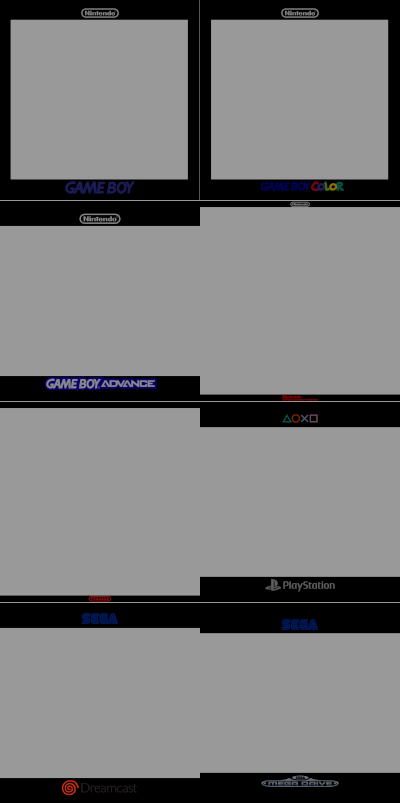 Nintendo
GAME BOY
Nintendo
GAME BOY COLOR
Nintendo
GAME BOY ADVANCE
Nintendo
Nintendo
Nintendo
PlayStation
SEGA
Dreamcast
SEGA
MEGA DRIVE